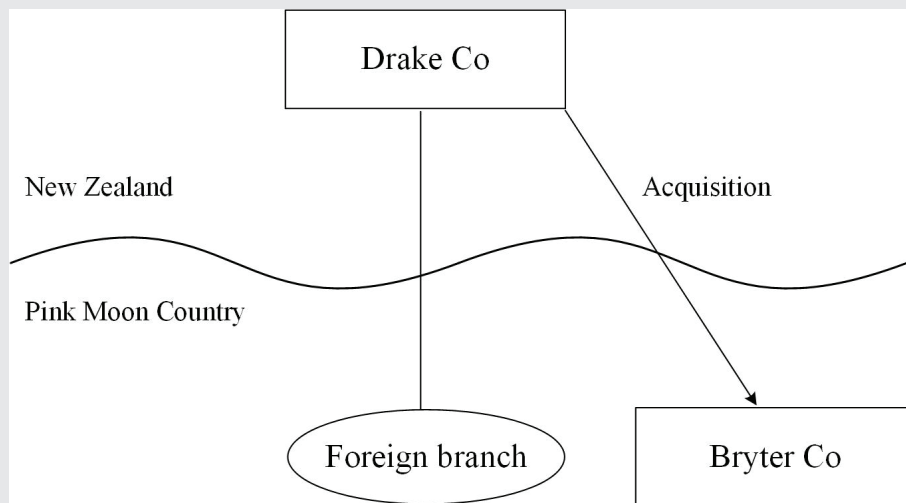 Drake Co
New Zealand
Acquisition
Pink Moon Country
Foreign branch
Bryter Co